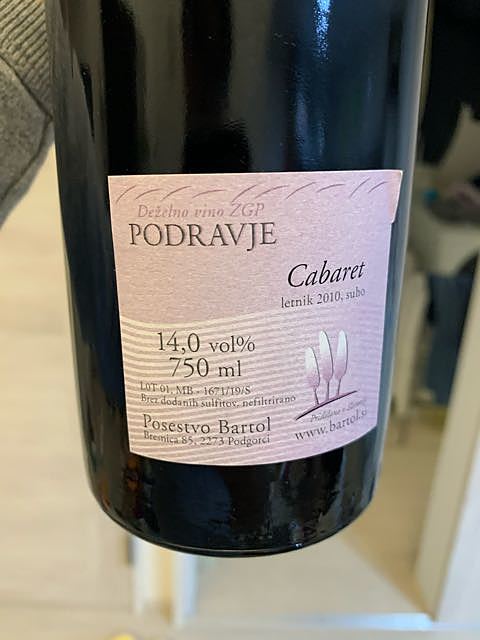 Deželno vino ZGP
PODRAVJE
Cabaret
letnik 2010, suho
14,0 vol%
750 ml
LOT 01, MB - 1671/19/S
Brez dodanih sulfitov, nefiltrirano
Posestvo Bartol
Bresnica 85, 2273 Podgorci
Pridelano v
www.bartol.si